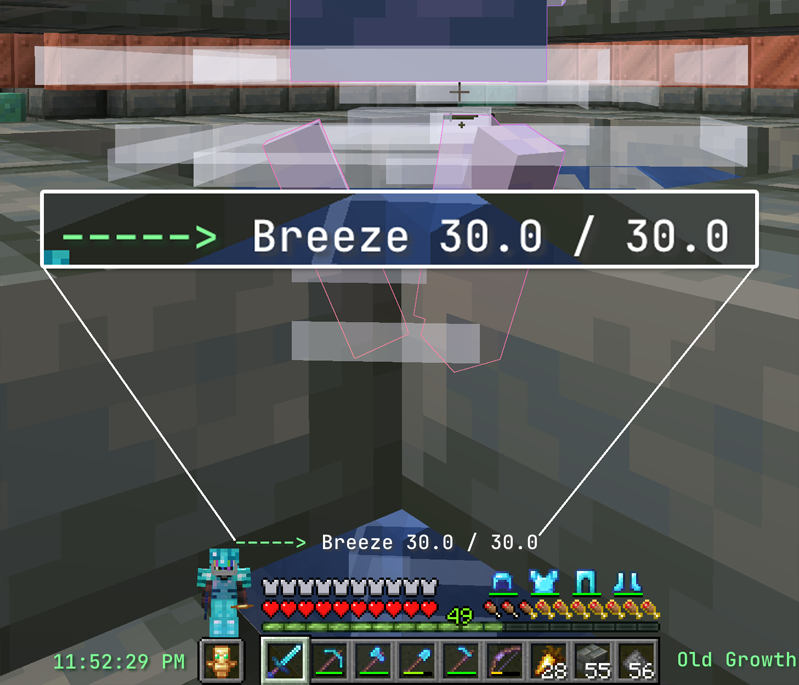 -----> Breeze 30.0 / 30.0
-----> Breeze 30.0 / 30.0
49
11:52:29 PM
28 55 56
Old Growth